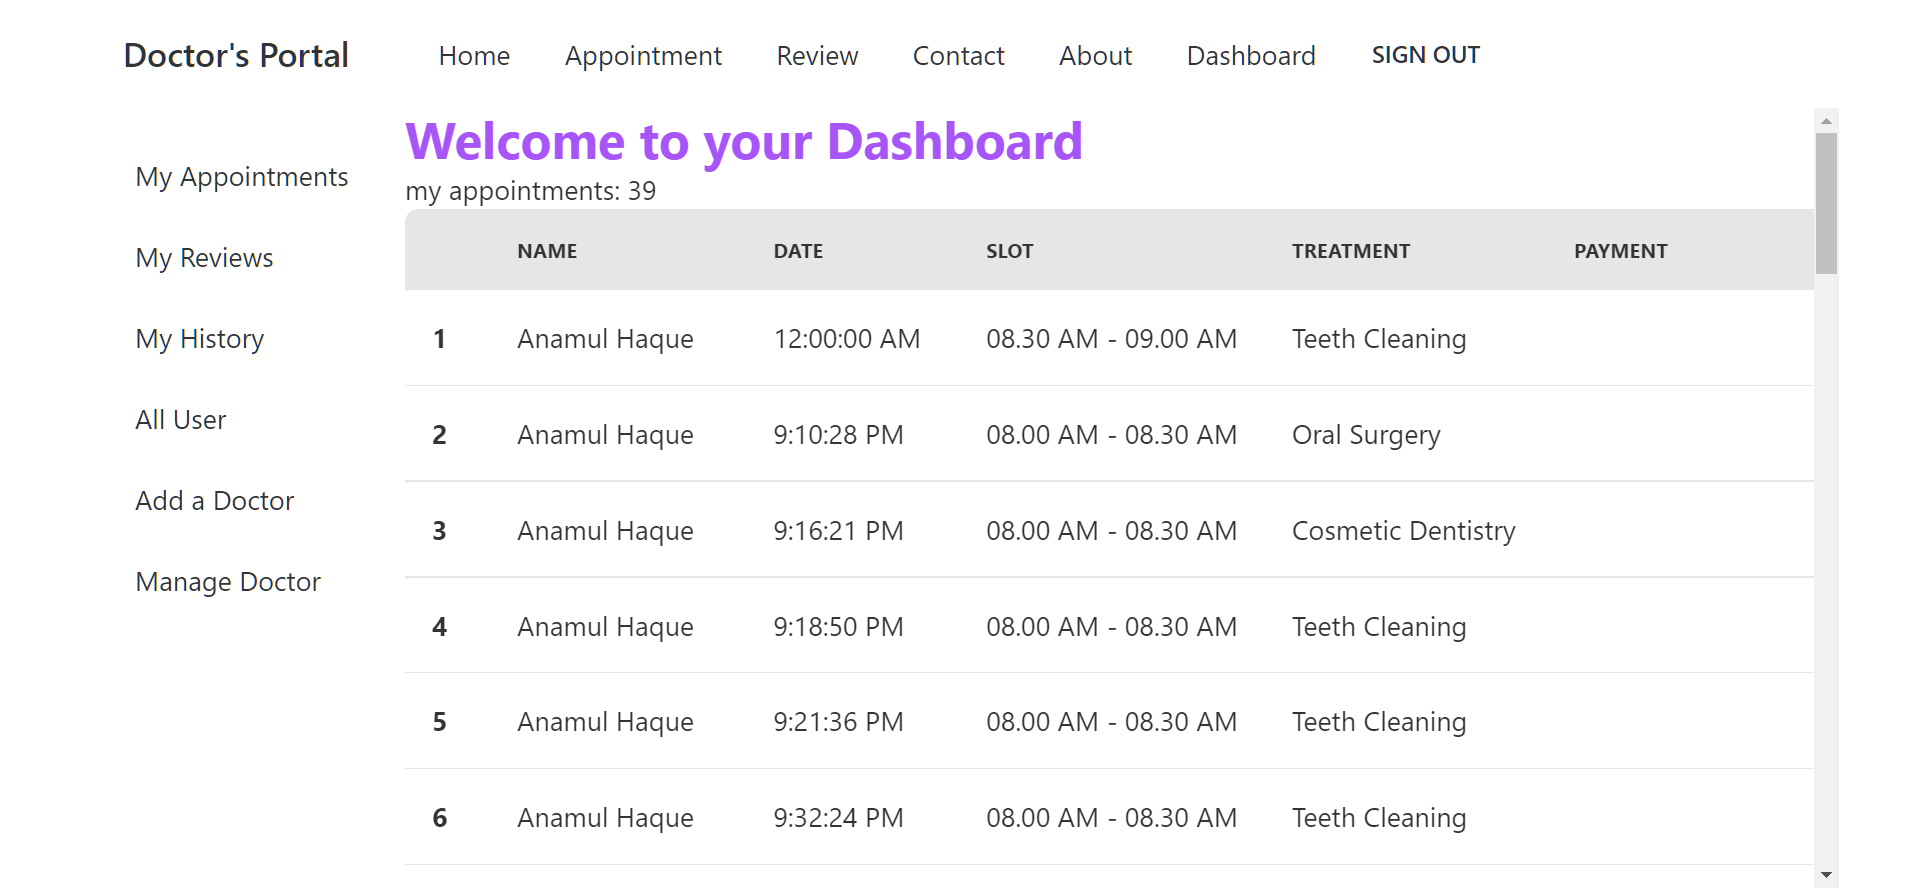 Doctor's Portal Home Appointment Review Contact About Dashboard SIGN OUT
My Appointments
My Reviews
My History
All User
Add a Doctor
Manage Doctor
Welcome to your Dashboard
my appointments: 39
NAME DATE SLOT TREATMENT PAYMENT
1 Anamul Haque 12:00:00 AM 08.30 AM - 09.00 AM Teeth Cleaning
2 Anamul Haque 9:10:28 PM 08.00 AM - 08.30 AM Oral Surgery
3 Anamul Haque 9:16:21 PM 08.00 AM - 08.30 AM Cosmetic Dentistry
4 Anamul Haque 9:18:50 PM 08.00 AM - 08.30 AM Teeth Cleaning
5 Anamul Haque 9:21:36 PM 08.00 AM - 08.30 AM Teeth Cleaning
6 Anamul Haque 9:32:24 PM 08.00 AM - 08.30 AM Teeth Cleaning